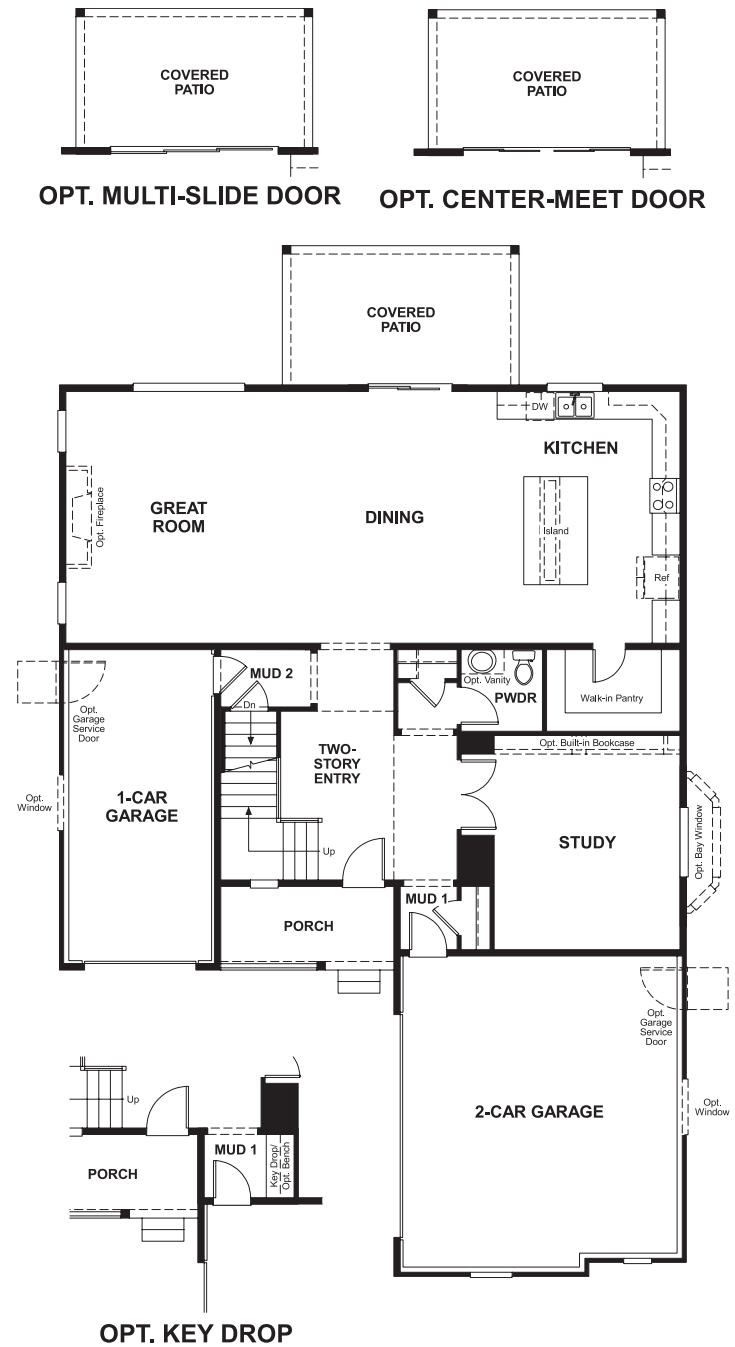 COVERED
PATIO
OPT. MULTI-SLIDE DOOR
COVERED
PATIO
OPT. CENTER-MEET DOOR
COVERED
PATIO
DW
KITCHEN
GREAT
ROOM
DINING
Opt. Fireplace
Island
Ref
MUD 2
Dn
Opt. Vanity
PWDR
Walk-in Pantry
Opt.
Garage
Service
Door
Opt. Built-in Bookcase
TWO-
STORY
ENTRY
Opt.
Window
1-CAR
GARAGE
STUDY
Opt. Bay Window
Up
MUD 1
PORCH
Opt.
Garage
Service
Door
2-CAR GARAGE
Opt.
Window
Up
PORCH
MUD 1
Key Drop/
Opt. Bench
OPT. KEY DROP